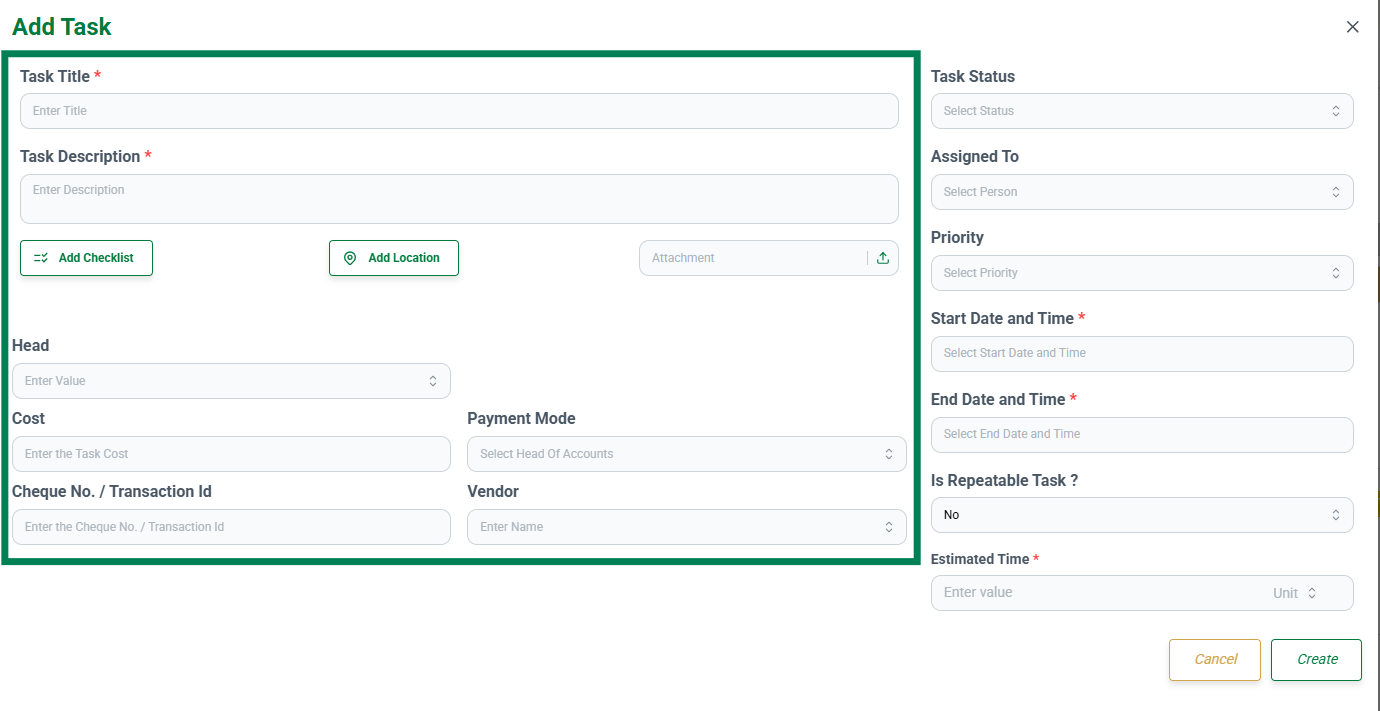 Add Task
Task Title *
Enter Title
Task Description *
Enter Description
Add Checklist
Add Location
Attachment
Head
Enter Value
Cost
Payment Mode
Enter the Task Cost
Select Head Of Accounts
Cheque No. / Transaction Id
Vendor
Enter the Cheque No. / Transaction Id
Enter Name
Task Status
Select Status
Assigned To
Select Person
Priority
Select Priority
Start Date and Time *
Select Start Date and Time
End Date and Time *
Select End Date and Time
Is Repeatable Task ?
No
Estimated Time *
Enter value
Unit
Cancel
Create